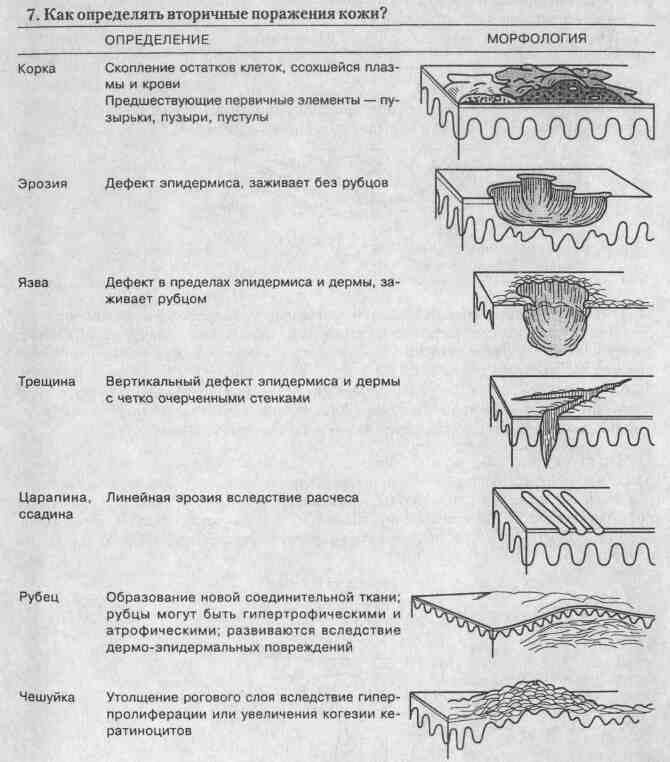 7. Как определять вторичные поражения кожи?
ОПРЕДЕЛЕНИЕ МОРФОЛОГИЯ
Корка Скопление остатков клеток, ссохшейся плаз-
мы и крови
Предшествующие первичные элементы — пу-
зырьки, пузыри, пустулы
Эрозия Дефект эпидермиса, заживает без рубцов
Язва Дефект в пределах эпидермиса и дермы, за-
живает рубцом
Трещина Вертикальный дефект эпидермиса и дермы
с четко очерченными стенками
Царапина, Линейная эрозия вследствие расчеса
ссадина
Рубец Образование новой соединительной ткани;
рубцы могут быть гипертрофическими и
атрофическими; развиваются вследствие
дермо-эпидермальных повреждений
Чешуйка Утолщение рогового слоя вследствие гипер-
пролиферации или увеличения когезии ке-
ратиноцитов